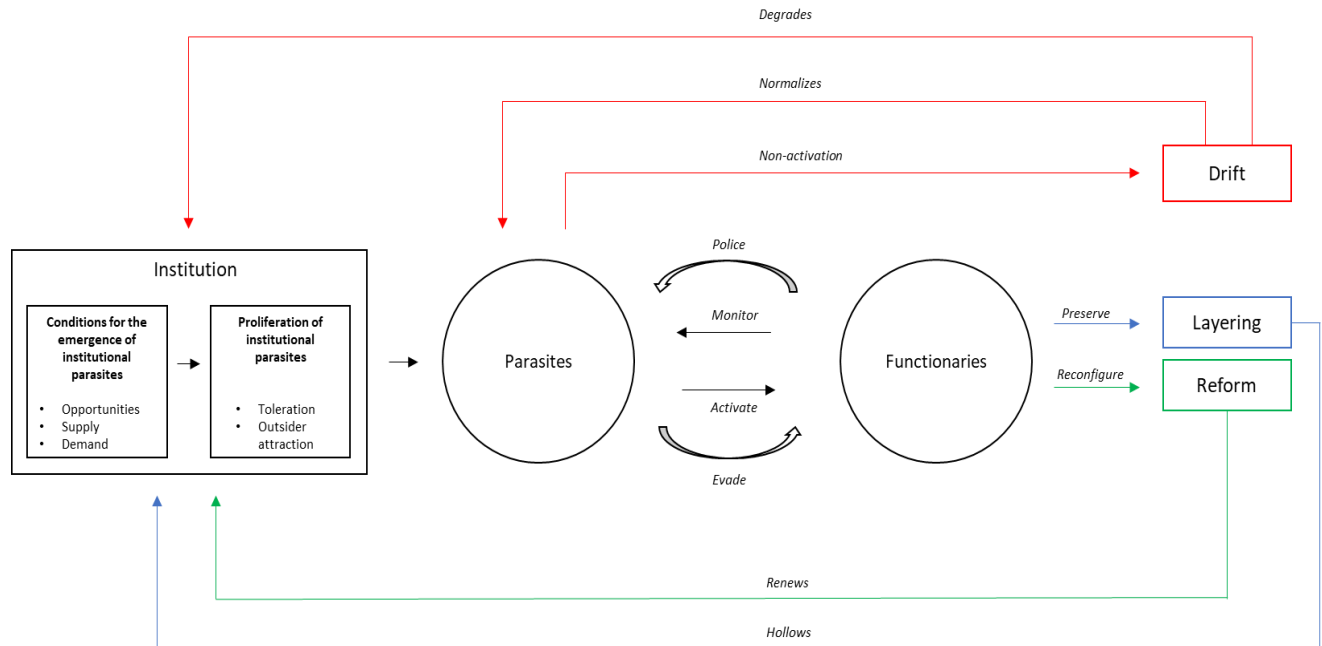 Degrades
Normalizes
Non-activation
Drift
Institution
Conditions for the
emergence of
institutional
parasites
• Opportunities
• Supply
• Demand
Proliferation of
institutional
parasites
• Toleration
• Outsider
attraction
Parasites
Police
Monitor
Activate
Evade
Functionaries
Preserve
Layering
Reconfigure
Reform
Renews
Hollows